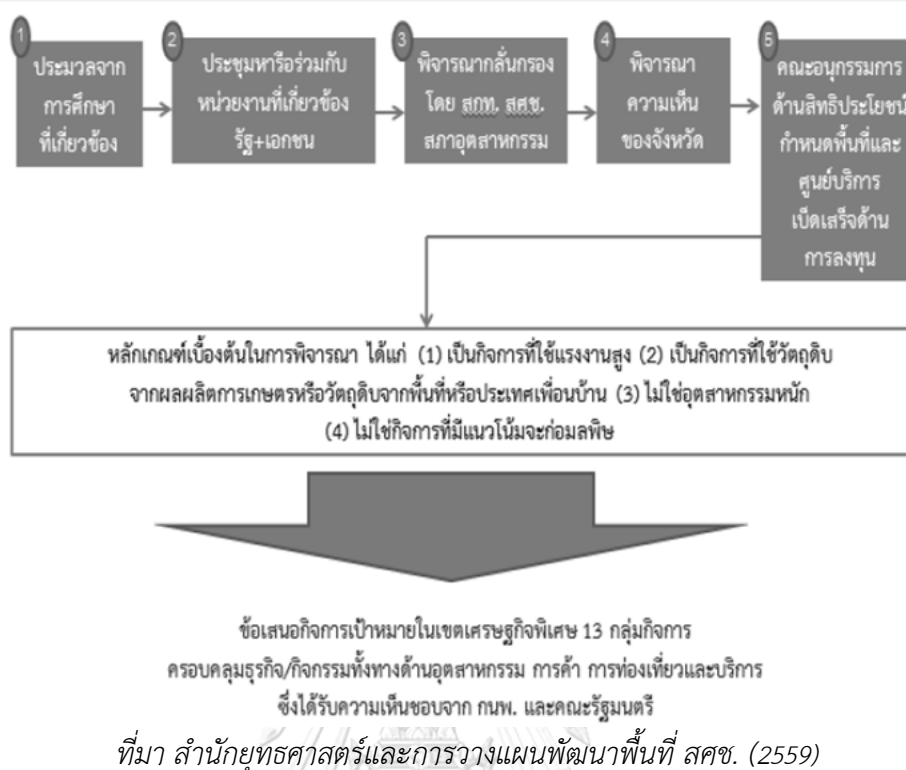 1
ประมวลจาก
การศึกษา
ที่เกี่ยวข้อง
2
ประชุมหารือร่วมกับ
หน่วยงานที่เกี่ยวข้อง
รัฐ+เอกชน
3
พิจารณากลั่นกรอง
โดย สกท. สศช.
สภาอุตสาหกรรม
4
พิจารณา
ความเห็น
ของจังหวัด
5
คณะอนุกรรมการ
ด้านสิทธิประโยชน์
กำหนดพื้นที่และ
ศูนย์บริการ
เบ็ดเสร็จด้าน
การลงทุน
หลักเกณฑ์เบื้องต้นในการพิจารณา ได้แก่ (1) เป็นกิจการที่ใช้แรงงานสูง (2) เป็นกิจการที่ใช้วัตถุดิบ
จากผลผลิตการเกษตรหรือวัตถุดิบจากพื้นที่หรือประเทศเพื่อนบ้าน (3) ไม่ใช่อุตสาหกรรมหนัก
(4) ไม่ใช่กิจการที่มีแนวโน้มจะก่อมลพิษ
ข้อเสนอกิจการเป้าหมายในเขตเศรษฐกิจพิเศษ 13 กลุ่มกิจการ
ครอบคลุมธุรกิจ/กิจกรรมทั้งทางด้านอุตสาหกรรม การค้า การท่องเที่ยวและบริการ
ซึ่งได้รับความเห็นชอบจาก กนพ. และคณะรัฐมนตรี
ที่มา สำนักยุทธศาสตร์และการวางแผนพัฒนาพื้นที่ สศช. (2559)